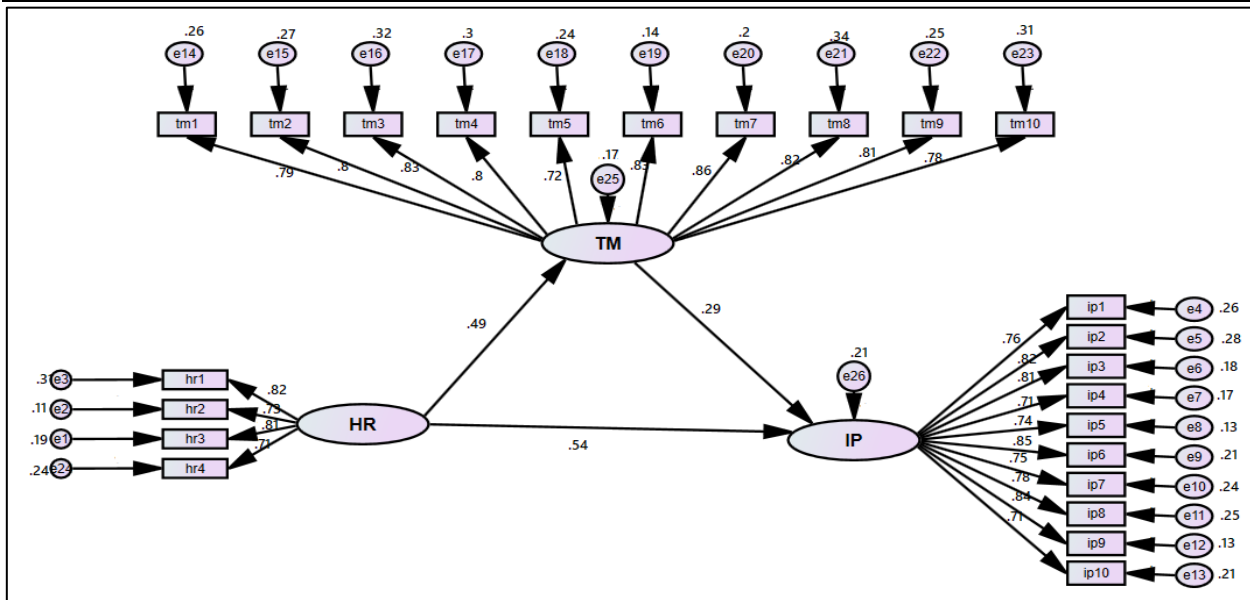 .26 .27 .32 .3 .24 .14 .2 .34 .25 .31
e14 e15 e16 e17 e18 e19 e20 e21 e22 e23
tm1 tm2 tm3 tm4 tm5 tm6 tm7 tm8 tm9 tm10
.79 .8 .83 .8 .72 .83 .86 .82 .81 .78
.17
e25
TM
.49 .29
.21
e26
HR
IP
.54
.31 e3 hr1 .82
.11 e2 hr2 .73
.19 e1 hr3 .81
.24 e24 hr4 .71
.76 ip1 e4 .26
.82 ip2 e5 .28
.81 ip3 e6 .18
.71 ip4 e7 .17
.74 ip5 e8 .13
.85 ip6 e9 .21
.75 ip7 e10 .24
.78 ip8 e11 .25
.84 ip9 e12 .13
.71 ip10 e13 .21